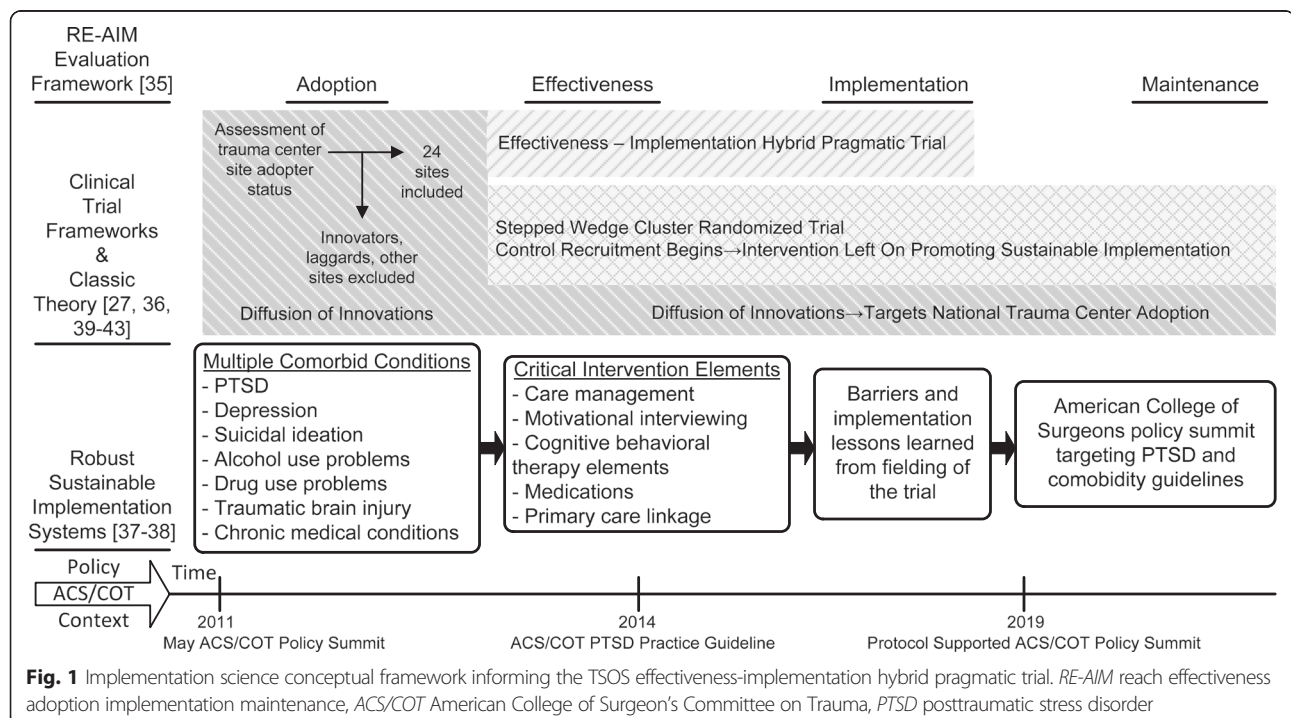 RE-AIM
Evaluation
Framework [35]
Adoption
Effectiveness
Implementation
Maintenance
Clinical
Trial
Frameworks
&
Classic
Theory [27, 36,
39-43]
Assessment of
trauma center
site adopter
status
24
sites
included
Innovators,
laggards, other
sites excluded
Diffusion of Innovations
Effectiveness – Implementation Hybrid Pragmatic Trial
Stepped Wedge Cluster Randomized Trial
Control Recruitment Begins→Intervention Left On Promoting Sustainable Implementation
Diffusion of Innovations→Targets National Trauma Center Adoption
Robust
Sustainable
Implementation
Systems [37-38]
Multiple Comorbid Conditions
- PTSD
- Depression
- Suicidal ideation
- Alcohol use problems
- Drug use problems
- Traumatic brain injury
- Chronic medical conditions
Critical Intervention Elements
- Care management
- Motivational interviewing
- Cognitive behavioral
therapy elements
- Medications
- Primary care linkage
Barriers and
implementation
lessons learned
from fielding of
the trial
American College of
Surgeons policy summit
targeting PTSD and
comobidity guidelines
Policy
ACS/COT
Context
Time
2011
May ACS/COT Policy Summit
2014
ACS/COT PTSD Practice Guideline
2019
Protocol Supported ACS/COT Policy Summit
Fig. 1 Implementation science conceptual framework informing the TSOS effectiveness-implementation hybrid pragmatic trial. RE-AIM reach effectiveness
adoption implementation maintenance, ACS/COT American College of Surgeon's Committee on Trauma, PTSD posttraumatic stress disorder